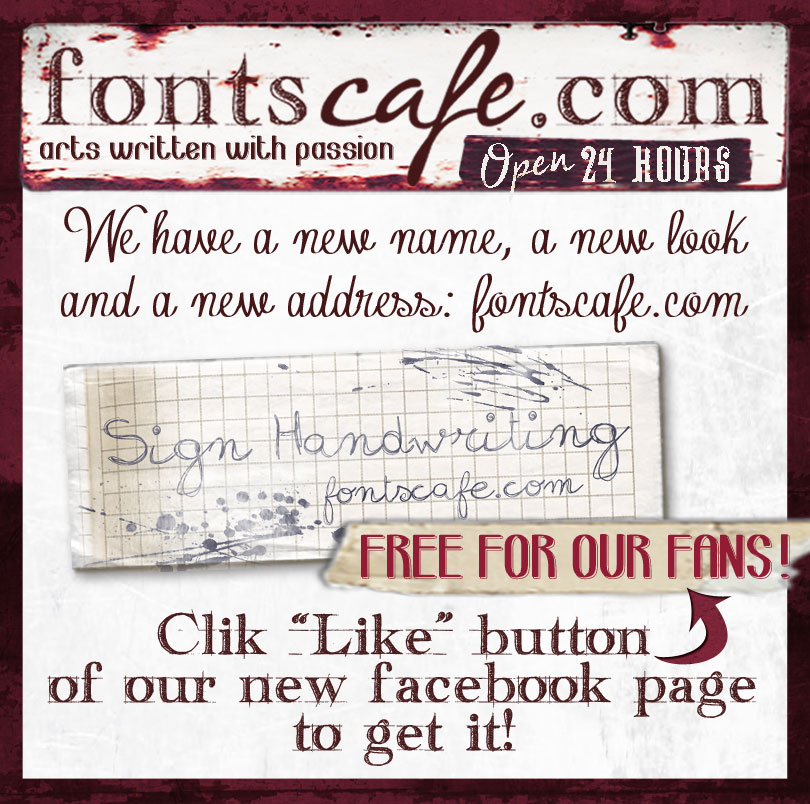 fontscafe.com
arts written with passion
Open 24 HOURS
We have a new name, a new look
and a new address: fontscafe.com
Sign Handwriting
fontscafe.com
FREE FOR OUR FANS!
Clik "Like" button
of our new facebook page
to get it!